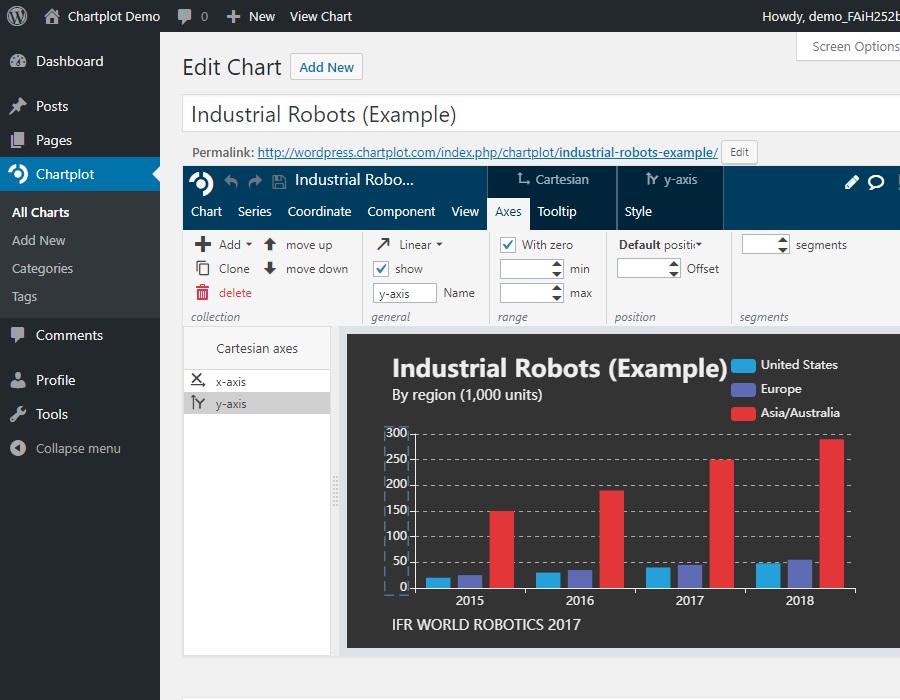 Chartplot Demo 0 New View Chart Howdy, demo_FAiH252b
Screen Options
Dashboard
Posts
Pages
Chartplot
All Charts
Add New
Categories
Tags
Comments
Profile
Tools
Collapse menu
Edit Chart Add New
Industrial Robots (Example)
Permalink: http://wordpress.chartplot.com/index.php/chartplot/industrial-robots-example/ Edit
Industrial Robo... Cartesian y-axis
Chart Series Coordinate Component View Axes Tooltip Style
Add move up Linear With zero Default positi segments
Clone move down show min Offset
delete y-axis Name max
collection general range position segments
Cartesian axes
x-axis
y-axis
Industrial Robots (Example)
By region (1,000 units)
United States
Europe
Asia/Australia
300
250
200
150
100
50
0
2015 2016 2017 2018
IFR WORLD ROBOTICS 2017